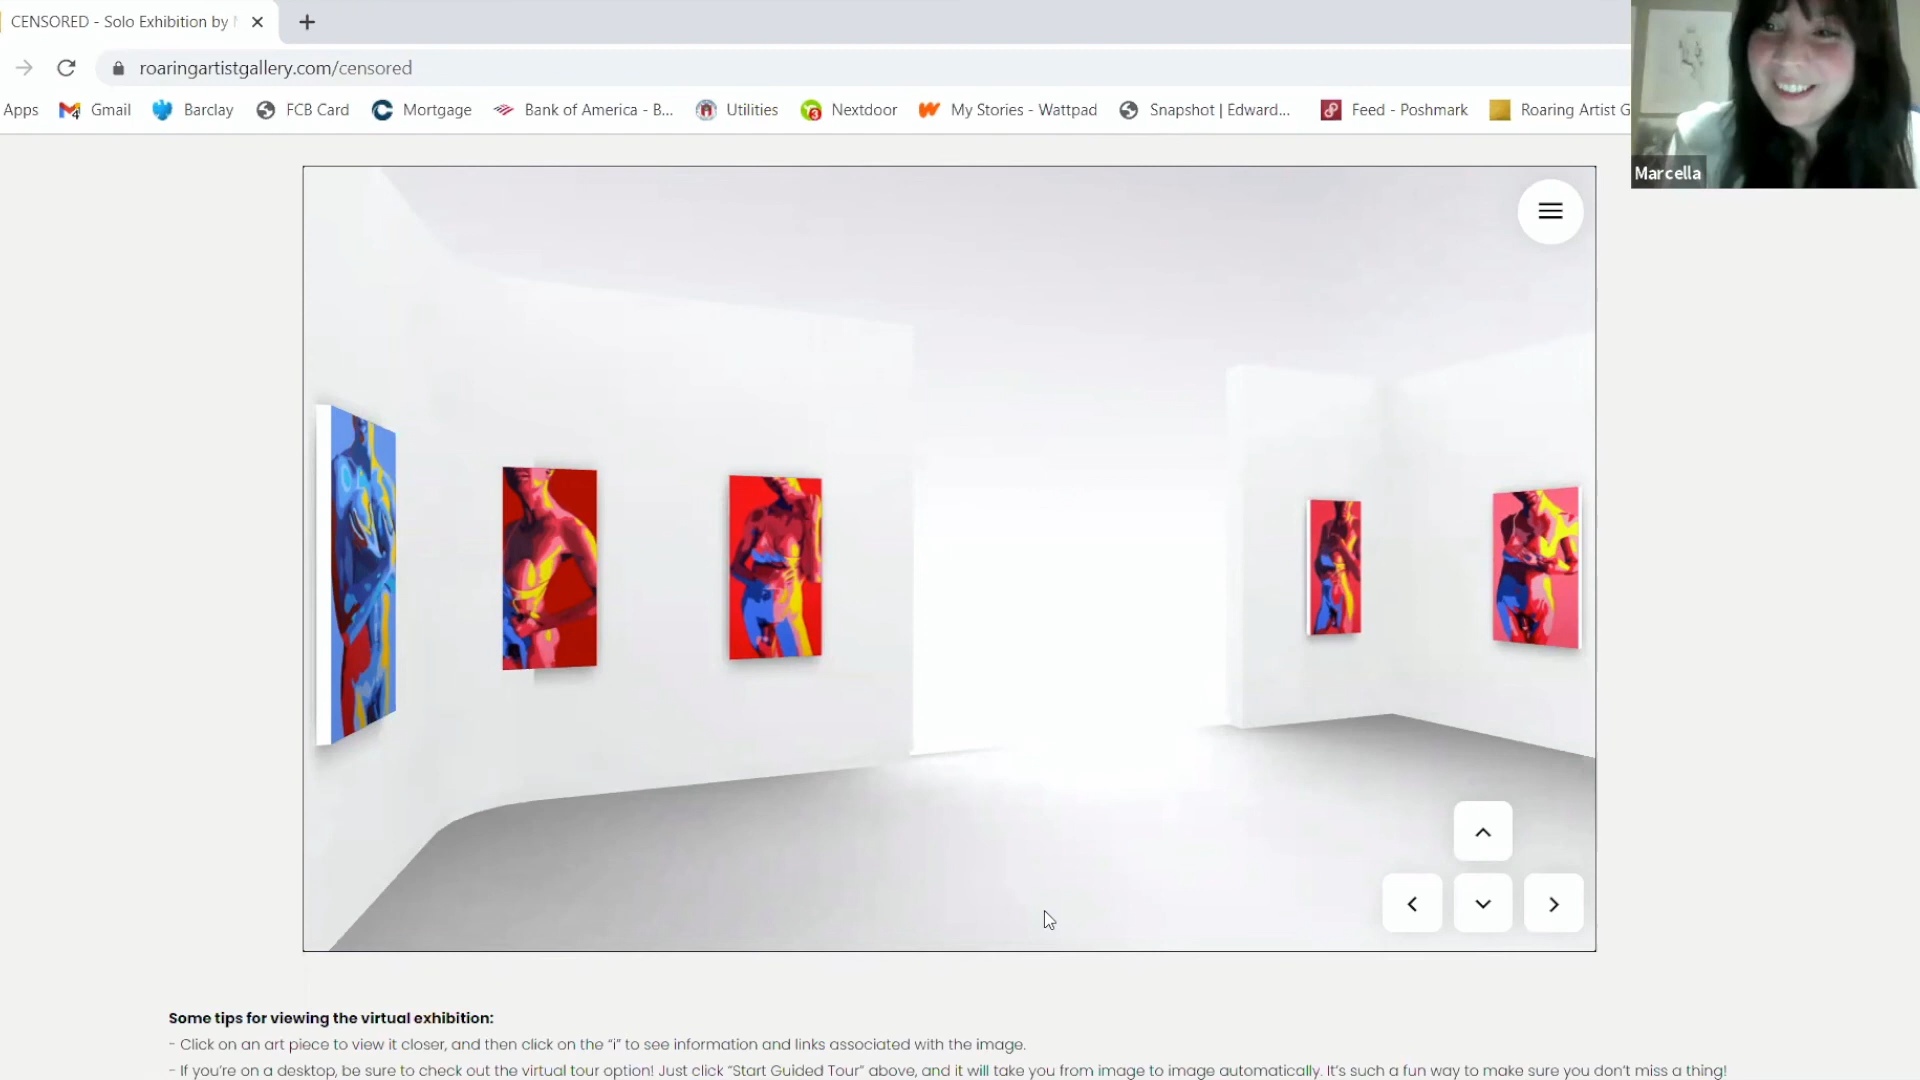 CENSORED - Solo Exhibition by
roaringartistgallery.com/censored
Apps Gmail Barclay FCB Card Mortgage Bank of America - B... Utilities Nextdoor My Stories - Wattpad Snapshot | Edward... Feed - Poshmark Roaring Artist G
Marcella
Some tips for viewing the virtual exhibition:
- Click on an art piece to view it closer, and then click on the “i” to see information and links associated with the image.
- If you’re on a desktop, be sure to check out the virtual tour option! Just click “Start Guided Tour” above, and it will take you from image to image automatically. It’s such a fun way to make sure you don’t miss a thing!